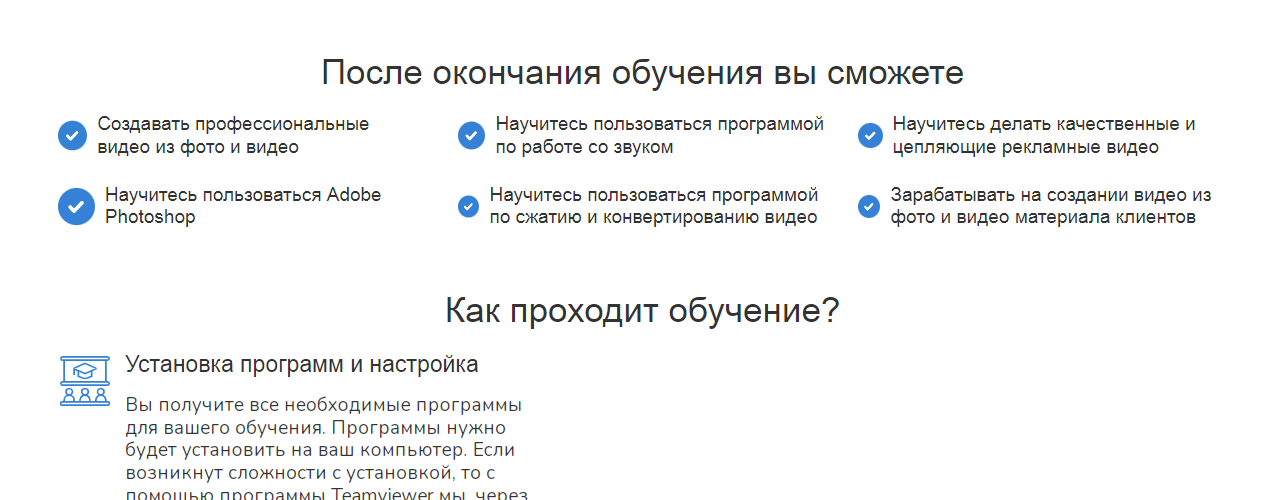 После окончания обучения вы сможете
Создавать профессиональные
видео из фото и видео
Научитесь пользоваться программой
по работе со звуком
Научитесь делать качественные и
цепляющие рекламные видео
Научитесь пользоваться Adobe
Photoshop
Научитесь пользоваться программой
по сжатию и конвертированию видео
Зарабатывать на создании видео из
фото и видео материала клиентов
Как проходит обучение?
Установка программ и настройка
Вы получите все необходимые программы
для вашего обучения. Программы нужно
будет установить на ваш компьютер. Если
возникнут сложности с установкой, то с
помощью программы Teamviewer мы, через